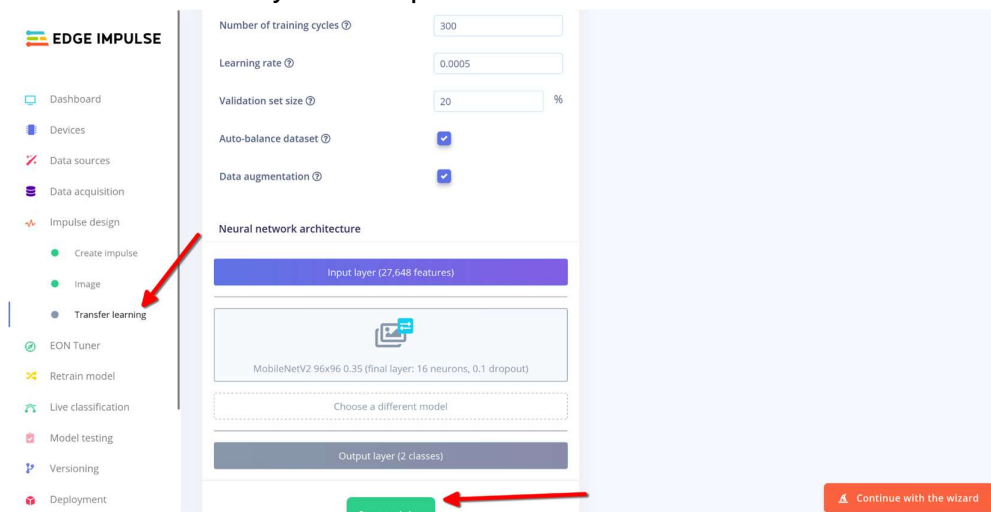 EDGE IMPULSE
Dashboard
Devices
Data sources
Data acquisition
Impulse design
Create impulse
Image
Transfer learning
EON Tuner
Retrain model
Live classification
Model testing
Versioning
Deployment
Number of training cycles ?
300
Learning rate ?
0.0005
Validation set size ?
20 %
Auto-balance dataset ?
Data augmentation ?
Neural network architecture
Input layer (27,648 features)
MobileNetV2 96x96 0.35 (final layer: 16 neurons, 0.1 dropout)
Choose a different model
Output layer (2 classes)
Continue with the wizard